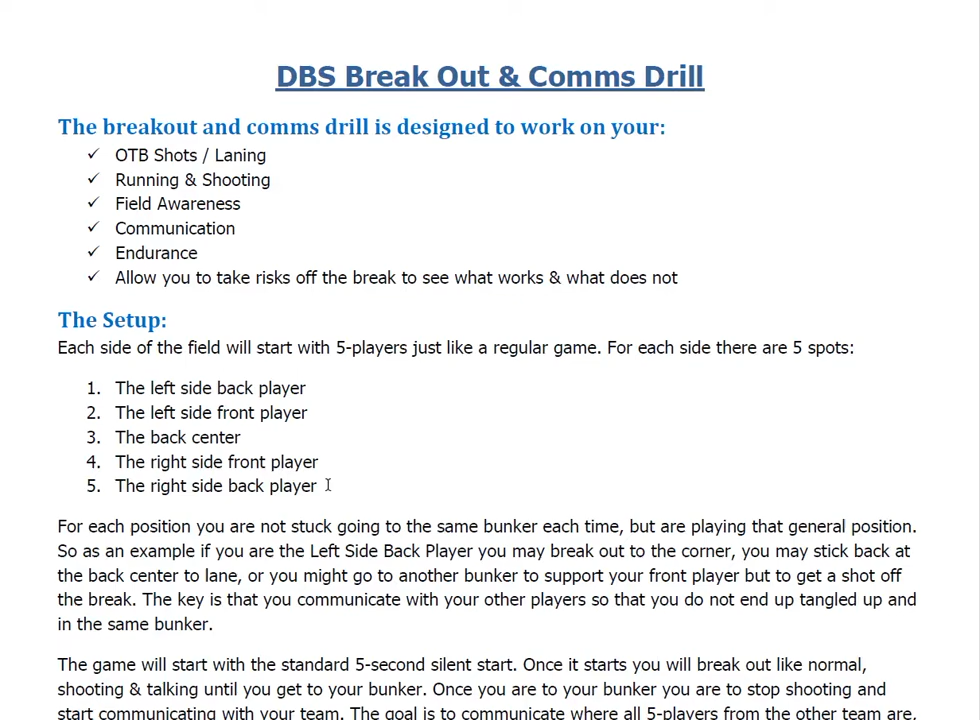 DBS Break Out & Comms Drill
The breakout and comms drill is designed to work on your:
✓ OTB Shots / Laning
✓ Running & Shooting
✓ Field Awareness
✓ Communication
✓ Endurance
✓ Allow you to take risks off the break to see what works & what does not
The Setup:
Each side of the field will start with 5-players just like a regular game. For each side there are 5 spots:
1. The left side back player
2. The left side front player
3. The back center
4. The right side front player
5. The right side back player
For each position you are not stuck going to the same bunker each time, but are playing that general position.
So as an example if you are the Left Side Back Player you may break out to the corner, you may stick back at
the back center to lane, or you might go to another bunker to support your front player but to get a shot off
the break. The key is that you communicate with your other players so that you do not end up tangled up and
in the same bunker.
The game will start with the standard 5-second silent start. Once it starts you will break out like normal,
shooting & talking until you get to your bunker. Once you are to your bunker you are to stop shooting and
start communicating with your team. The goal is to communicate where all 5-players from the other team are,